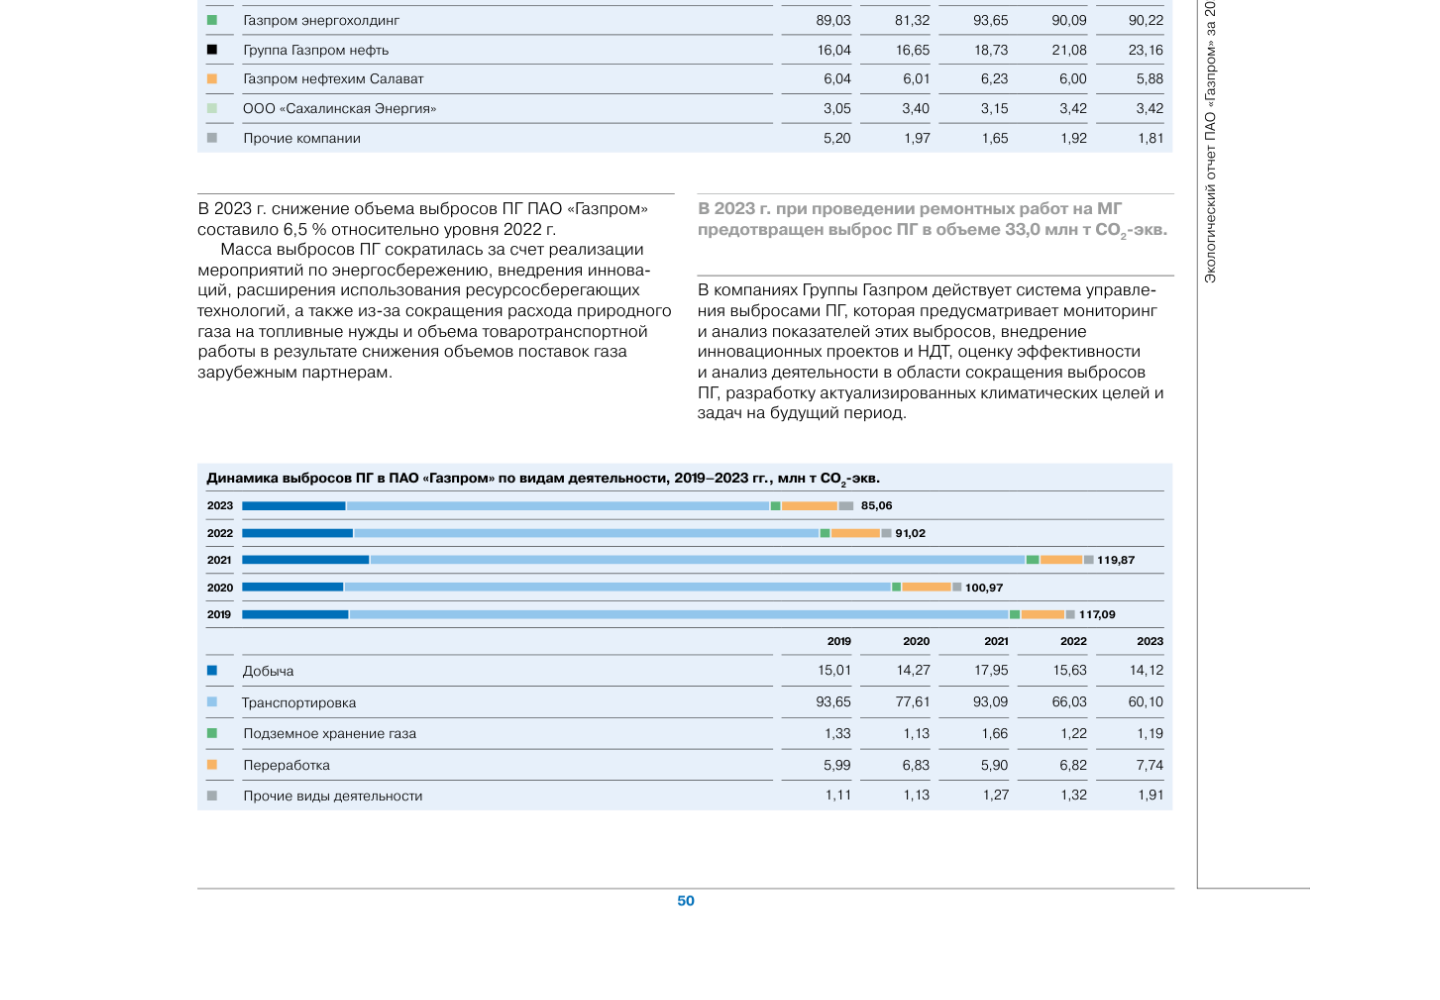 Газпром энергохолдинг 89,03 81,32 93,65 90,09 90,22
Группа Газпром нефть 16,04 16,65 18,73 21,08 23,16
Газпром нефтехим Салават 6,04 6,01 6,23 6,00 5,88
ООО «Сахалинская Энергия» 3,05 3,40 3,15 3,42 3,42
Прочие компании 5,20 1,97 1,65 1,92 1,81
В 2023 г. снижение объема выбросов ПГ ПАО «Газпром»
составило 6,5 % относительно уровня 2022 г.
Масса выбросов ПГ сократилась за счет реализации
мероприятий по энергосбережению, внедрения иннова-
ций, расширения использования ресурсосберегающих
технологий, а также из-за сокращения расхода природного
газа на топливные нужды и объема товаротранспортной
работы в результате снижения объемов поставок газа
зарубежным партнерам.
В 2023 г. при проведении ремонтных работ на МГ
предотвращен выброс ПГ в объеме 33,0 млн т CO2-экв.
В компаниях Группы Газпром действует система управле-
ния выбросами ПГ, которая предусматривает мониторинг
и анализ показателей этих выбросов, внедрение
инновационных проектов и НДТ, оценку эффективности
и анализ деятельности в области сокращения выбросов
ПГ, разработку актуализированных климатических целей и
задач на будущий период.
Динамика выбросов ПГ в ПАО «Газпром» по видам деятельности, 2019–2023 гг., млн т CO2-экв.
2023 85,06
2022 91,02
2021 119,87
2020 100,97
2019 117,09
2019 2020 2021 2022 2023
Добыча 15,01 14,27 17,95 15,63 14,12
Транспортировка 93,65 77,61 93,09 66,03 60,10
Подземное хранение газа 1,33 1,13 1,66 1,22 1,19
Переработка 5,99 6,83 5,90 6,82 7,74
Прочие виды деятельности 1,11 1,13 1,27 1,32 1,91
50
Экологический отчет ПАО «Газпром» за 20